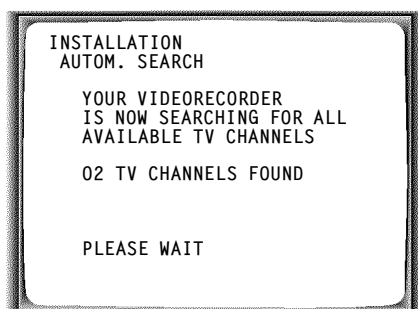 INSTALLATION
AUTOM. SEARCH
YOUR VIDEORECORDER
IS NOW SEARCHING FOR ALL
AVAILABLE TV CHANNELS
02 TV CHANNELS FOUND
PLEASE WAIT